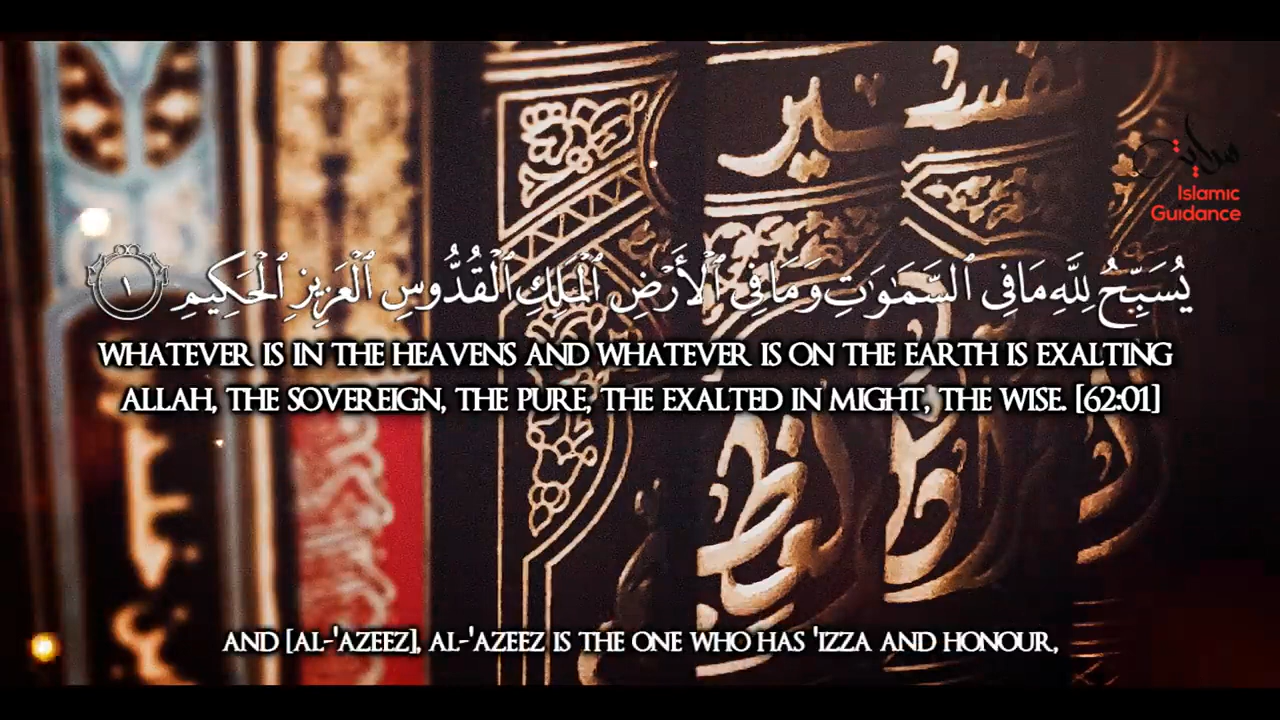 تفسير
هداية
Islamic
Guidance
يُسَبِّحُ لِلَّهِ مَا فِي ٱلسَّمَٰوَٰتِ وَمَا فِي ٱلْأَرْضِ ٱلْمَلِكِ ٱلْقُدُّوسِ ٱلْعَزِيزِ ٱلْحَكِيمِ ١
WHATEVER IS IN THE HEAVENS AND WHATEVER IS ON THE EARTH IS EXALTING
ALLAH, THE SOVEREIGN, THE PURE, THE EXALTED IN MIGHT, THE WISE. [62:01]
AND [AL-'AZEEZ], AL-'AZEEZ IS THE ONE WHO HAS 'IZZA AND HONOUR,